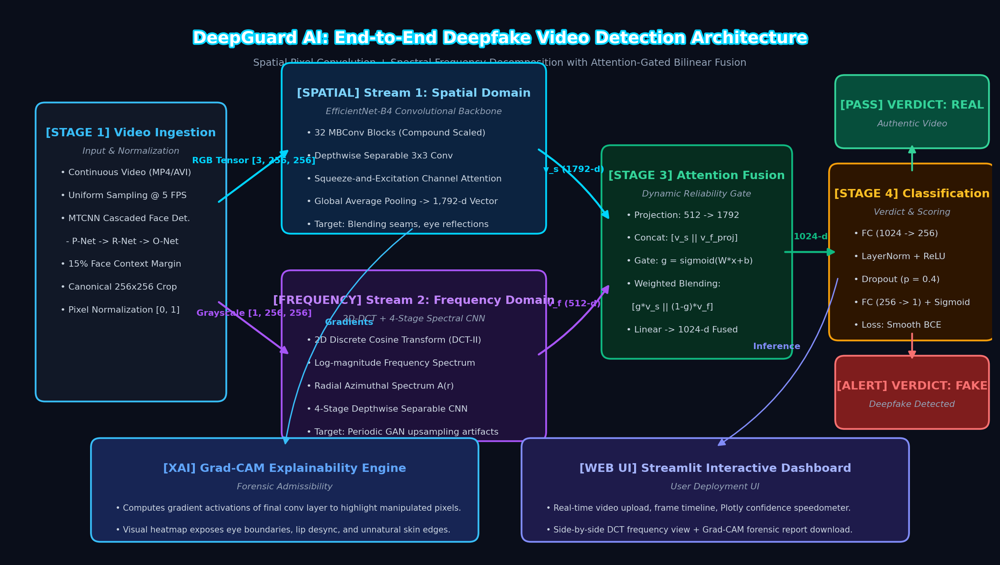 DeepGuard AI: End-to-End Deepfake Video Detection Architecture
Spatial Pixel Convolution + Spectral Frequency Decomposition with Attention-Gated Bilinear Fusion
[STAGE 1] Video Ingestion
Input & Normalization
• Continuous Video (MP4/AVI)
• Uniform Sampling @ 5 FPS
• MTCNN Cascaded Face Det.
- P-Net -> R-Net -> O-Net
• 15% Face Context Margin
• Canonical 256x256 Crop
• Pixel Normalization [0, 1]
RGB Tensor [3, 256, 256]
Grayscale [1, 256, 256]
[SPATIAL] Stream 1: Spatial Domain
EfficientNet-B4 Convolutional Backbone
• 32 MBConv Blocks (Compound Scaled)
• Depthwise Separable 3x3 Conv
• Squeeze-and-Excitation Channel Attention
• Global Average Pooling -> 1,792-d Vector
• Target: Blending seams, eye reflections
[FREQUENCY] Stream 2: Frequency Domain
2D-DCT + 4-Stage Spectral CNN
Gradients
• 2D Discrete Cosine Transform (DCT-II)
• Log-magnitude Frequency Spectrum
• Radial Azimuthal Spectrum A(r)
• 4-Stage Depthwise Separable CNN
• Target: Periodic GAN upsampling artifacts
v_s (1792-d)
v_f (512-d)
[STAGE 3] Attention Fusion
Dynamic Reliability Gate
• Projection: 512 -> 1792
• Concat: [v_s || v_f_proj]
• Gate: g = sigmoid(W*x+b)
• Weighted Blending:
[g*v_s || (1-g)*v_f]
• Linear -> 1024-d Fused
1024-d
Inference
[PASS] VERDICT: REAL
Authentic Video
[STAGE 4] Classification
Verdict & Scoring
• FC (1024 -> 256)
• LayerNorm + ReLU
• Dropout (p = 0.4)
• FC (256 -> 1) + Sigmoid
• Loss: Smooth BCE
[ALERT] VERDICT: FAKE
Deepfake Detected
[XAI] Grad-CAM Explainability Engine
Forensic Admissibility
• Computes gradient activations of final conv layer to highlight manipulated pixels.
• Visual heatmap exposes eye boundaries, lip desync, and unnatural skin edges.
[WEB UI] Streamlit Interactive Dashboard
User Deployment UI
• Real-time video upload, frame timeline, Plotly confidence speedometer.
• Side-by-side DCT frequency view + Grad-CAM forensic report download.